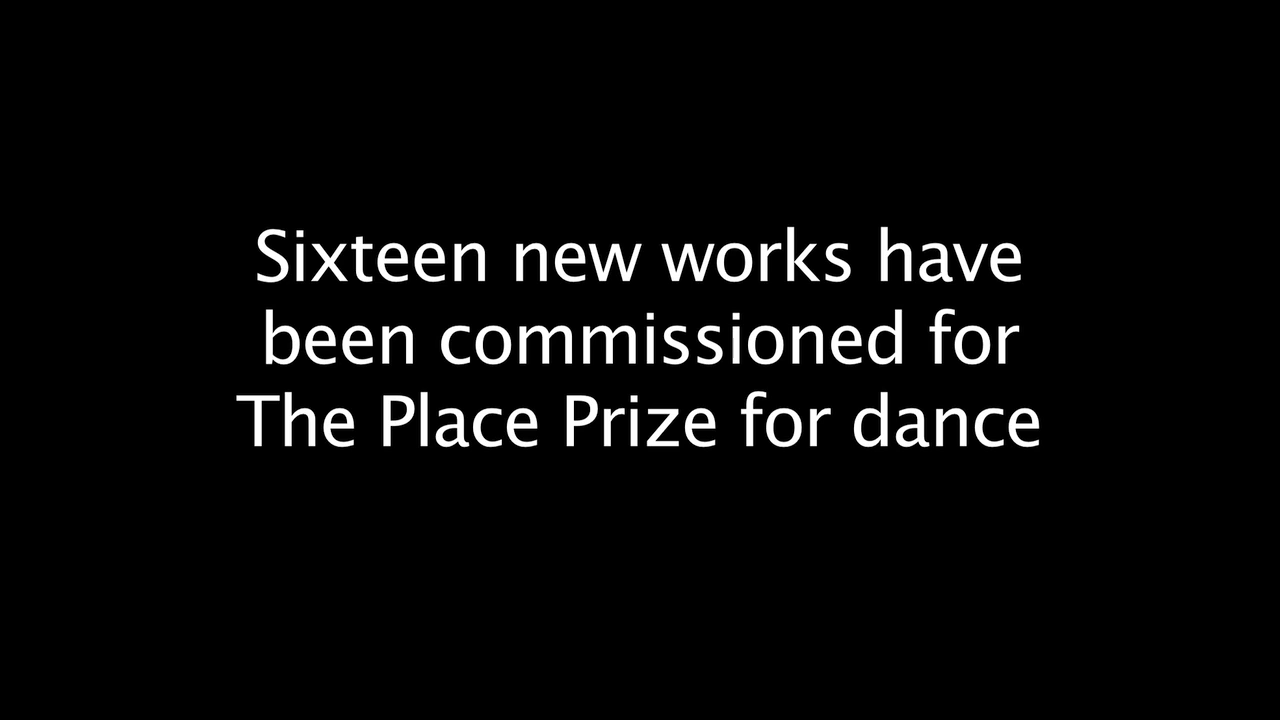 Sixteen new works have
been commissioned for
The Place Prize for dance